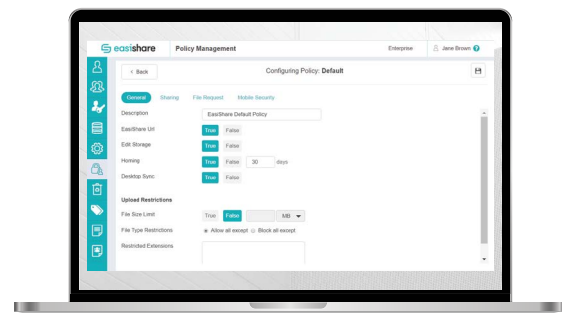 easishare Policy Management Enterprise Jane Brown ?
< Back Configuring Policy: Default
General Sharing File Request Mobile Security
Description EasiShare Default Policy
EasiShare Url True False
Edit Storage True False
Homing True False 30 days
Desktop Sync True False
Upload Restrictions
File Size Limit True False MB
File Type Restrictions Allow all except Block all except
Restricted Extensions